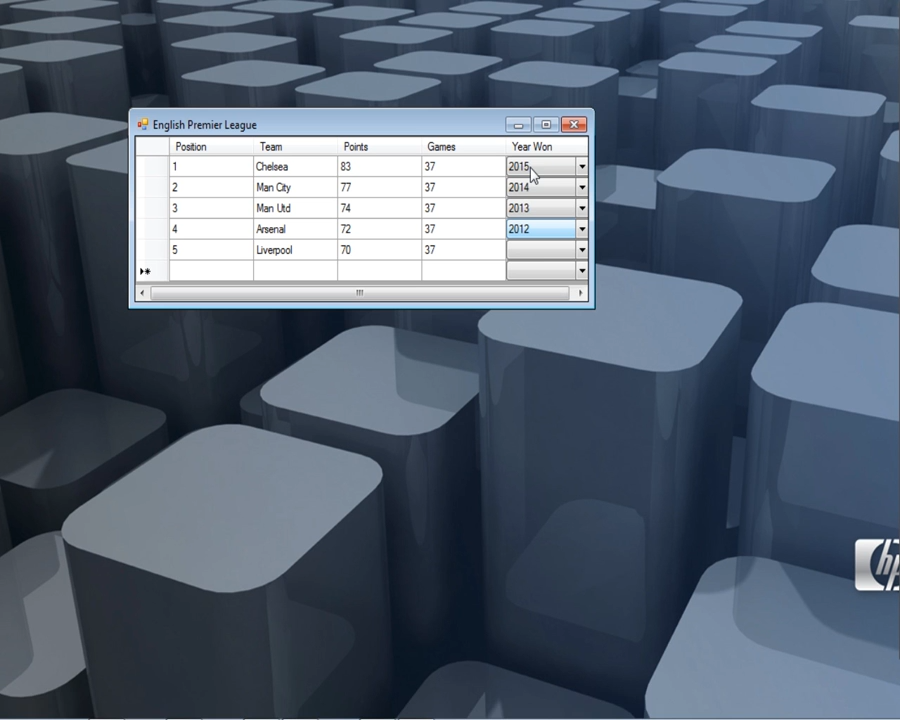 English Premier League
Position Team Points Games Year Won
1 Chelsea 83 37 2015
2 Man City 77 37 2014
3 Man Utd 74 37 2013
4 Arsenal 72 37 2012
5 Liverpool 70 37
hp